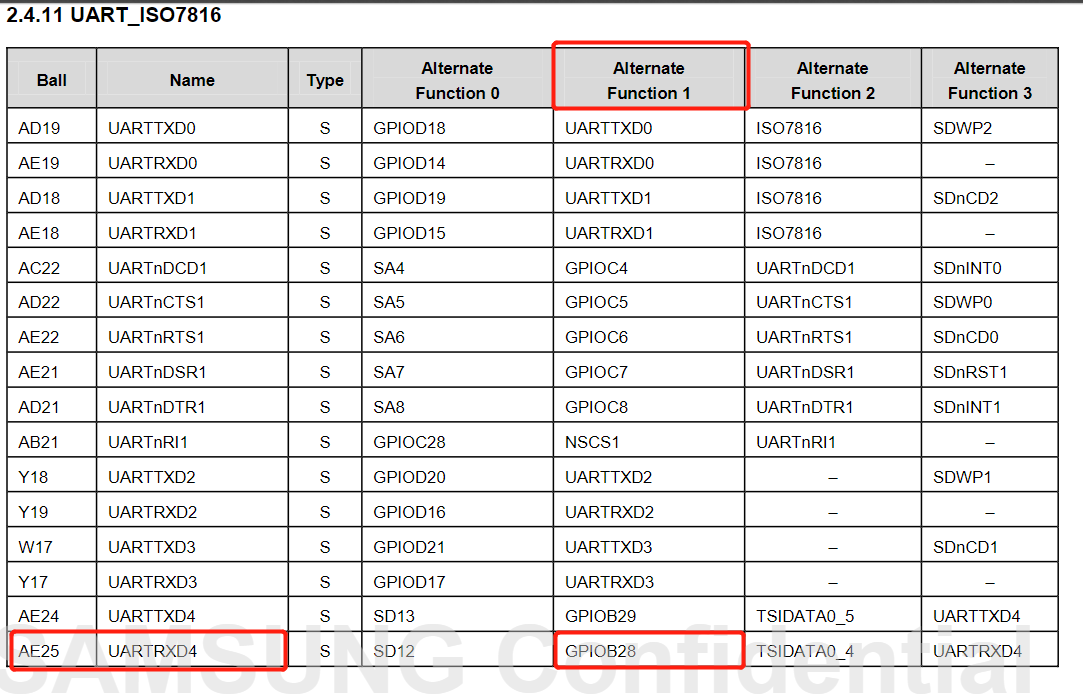 2.4.11 UART_ISO7816
Ball Name Type Alternate Function 0 Alternate Function 1 Alternate Function 2 Alternate Function 3
AD19 UARTTXD0 S GPIOD18 UARTTXD0 ISO7816 SDWP2
AE19 UARTRXD0 S GPIOD14 UARTRXD0 ISO7816 –
AD18 UARTTXD1 S GPIOD19 UARTTXD1 ISO7816 SDnCD2
AE18 UARTRXD1 S GPIOD15 UARTRXD1 ISO7816 –
AC22 UARTnDCD1 S SA4 GPIOC4 UARTnDCD1 SDnINT0
AD22 UARTnCTS1 S SA5 GPIOC5 UARTnCTS1 SDWP0
AE22 UARTnRTS1 S SA6 GPIOC6 UARTnRTS1 SDnCD0
AE21 UARTnDSR1 S SA7 GPIOC7 UARTnDSR1 SDnRST1
AD21 UARTnDTR1 S SA8 GPIOC8 UARTnDTR1 SDnINT1
AB21 UARTnRI1 S GPIOC28 NSCS1 UARTnRI1 –
Y18 UARTTXD2 S GPIOD20 UARTTXD2 – SDWP1
Y19 UARTRXD2 S GPIOD16 UARTRXD2 – –
W17 UARTTXD3 S GPIOD21 UARTTXD3 – SDnCD1
Y17 UARTRXD3 S GPIOD17 UARTRXD3 – –
AE24 UARTTXD4 S SD13 GPIOB29 TSIDATA0_5 UARTTXD4
AE25 UARTRXD4 S SD12 GPIOB28 TSIDATA0_4 UARTRXD4
SAMSUNG Confidential